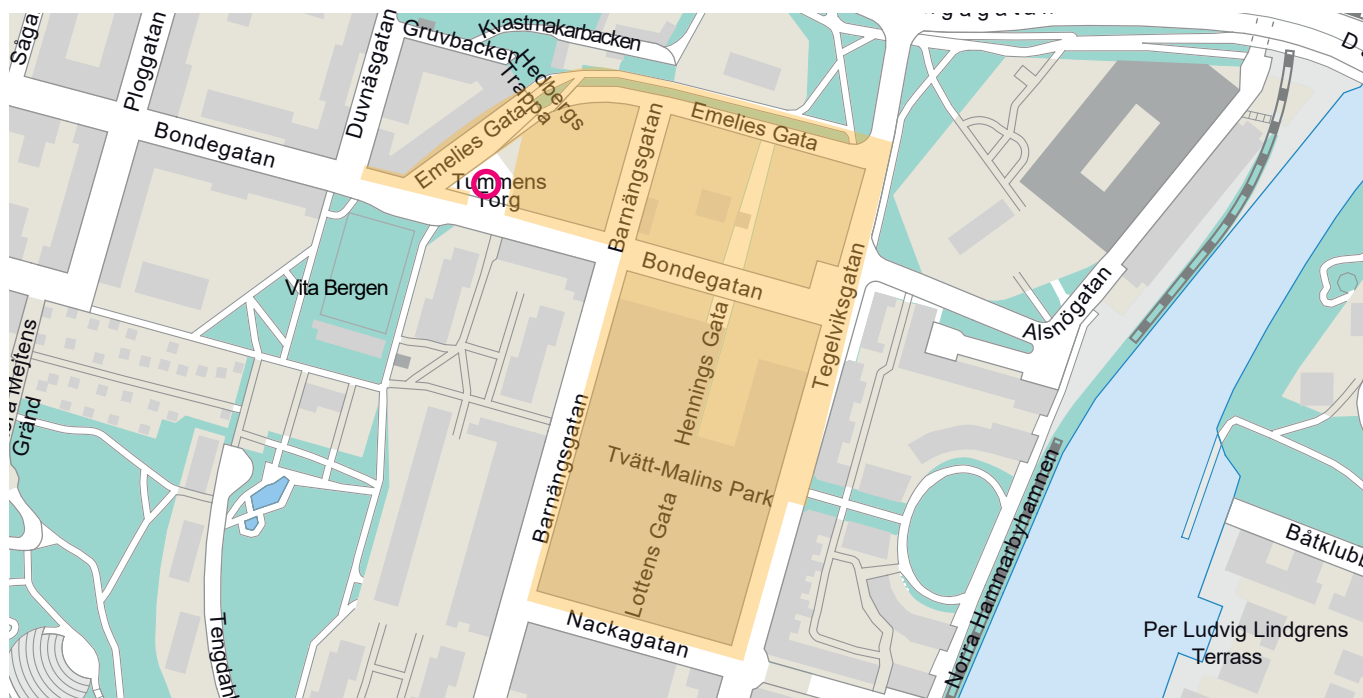 Kvastmakarbacken
Gruvbacken
Hedbergs
Trappa
Duvnäsgatan
Ploggatan
Bondegatan
Emelies Gata
Emelies Gata
Tummens
Torg
Barnängsgatan
Bondegatan
Vita Bergen
Tegelviksgatan
Alsnögatan
Hennings Gata
Gränd
Barnängsgatan
Tvätt-Malins Park
Lottens Gata
Norra Hammarbyhamnen
Nackagatan
Per Ludvig Lindgrens
Terrass